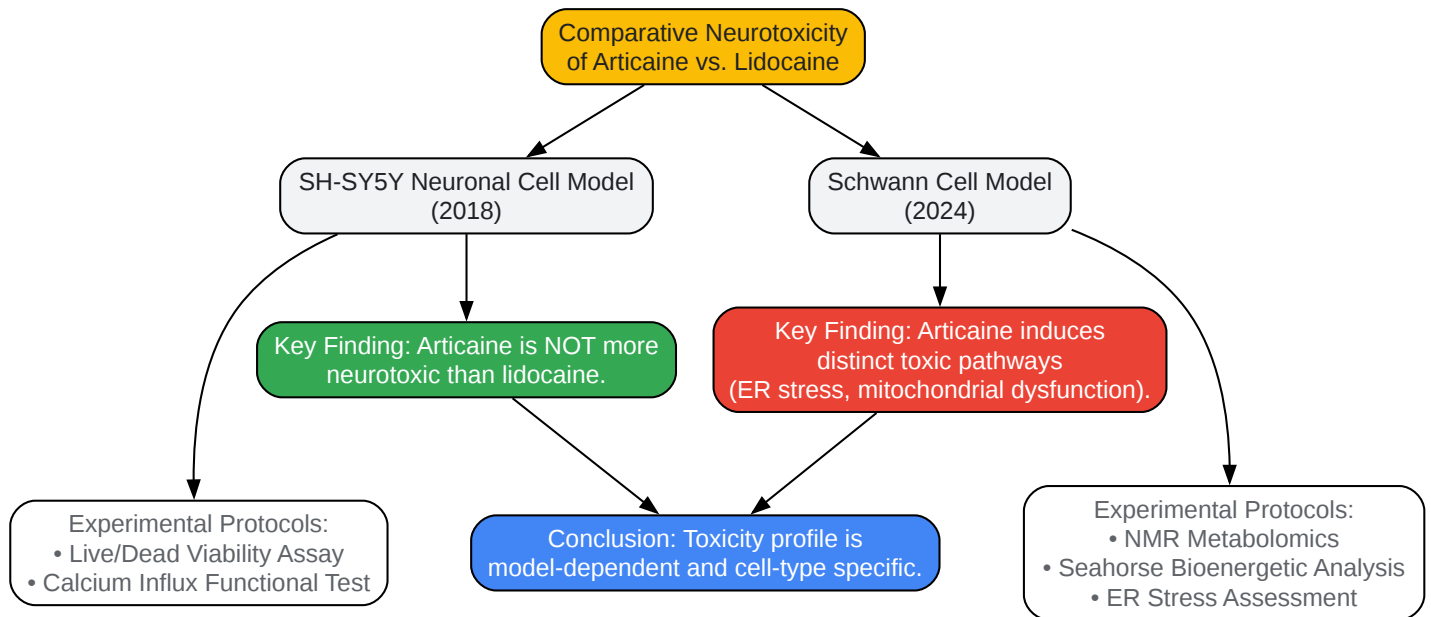 Comparative Neurotoxicity
of Articaine vs. Lidocaine
SH-SY5Y Neuronal Cell Model
(2018)
Schwann Cell Model
(2024)
Key Finding: Articaine is NOT more
neurotoxic than lidocaine.
Key Finding: Articaine induces
distinct toxic pathways
(ER stress, mitochondrial dysfunction).
Experimental Protocols:
• Live/Dead Viability Assay
• Calcium Influx Functional Test
Conclusion: Toxicity profile is
model-dependent and cell-type specific.
Experimental Protocols:
• NMR Metabolomics
• Seahorse Bioenergetic Analysis
• ER Stress Assessment